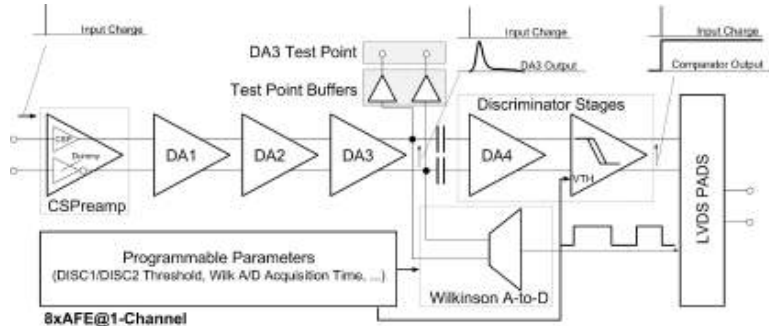 Input Charge
DA3 Test Point
Test Point Buffers
Input Charge
DA3 Output
Input Charge
Comparator Output
Discriminator Stages
CSP
Dummy
CSPreamp
DA1
DA2
DA3
DA4
VTH
LVDS PADS
Programmable Parameters
(DISC1/DISC2 Threshold, Wilk A/D Acquisition Time, ...)
Wilkinson A-to-D
8xAFE@1-Channel